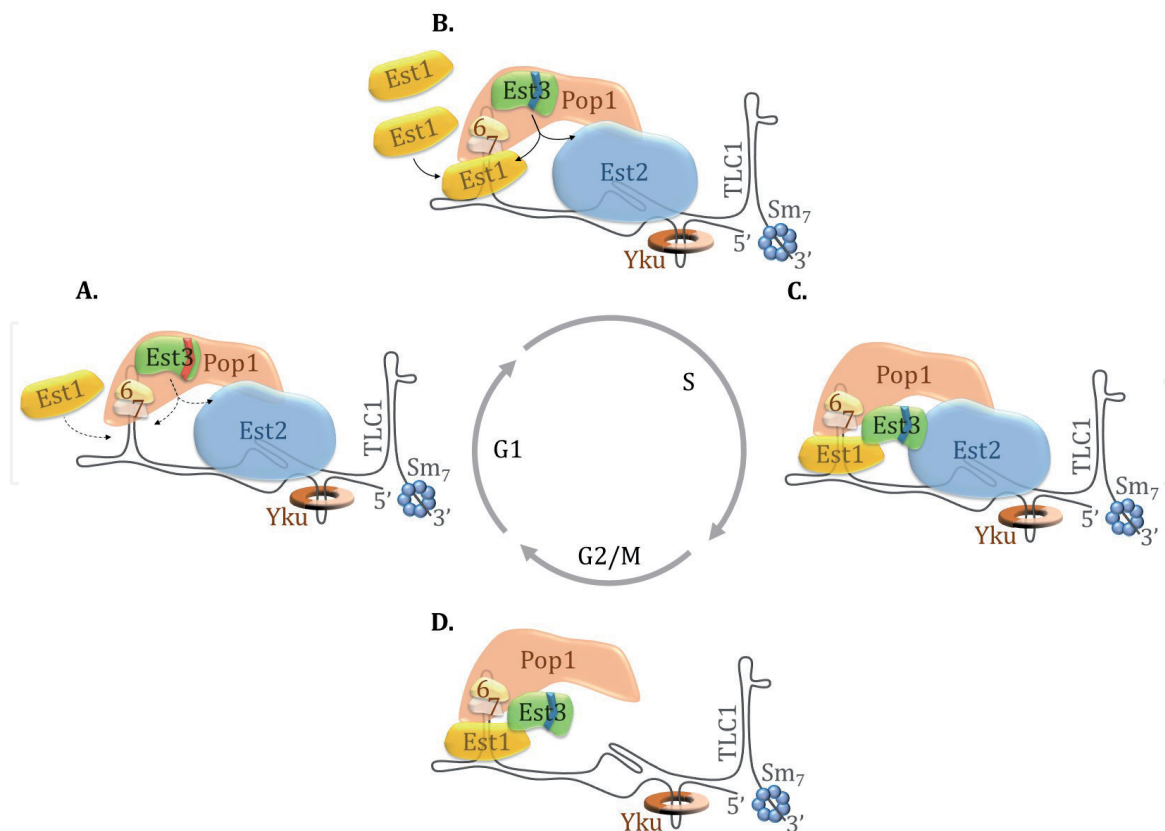 B.
Est1
Est1
Est3
Pop1
6
7
Est1
Est2
TLC1
Sm7
5’
3’
Yku
A.
Est1
Est3
Pop1
6
7
Est2
TLC1
Sm7
5’
3’
Yku
G1
S
G2/M
C.
Pop1
6
7
Est3
Est1
Est2
TLC1
Sm7
5’
3’
Yku
D.
Pop1
6
7
Est3
Est1
TLC1
Sm7
5’
3’
Yku